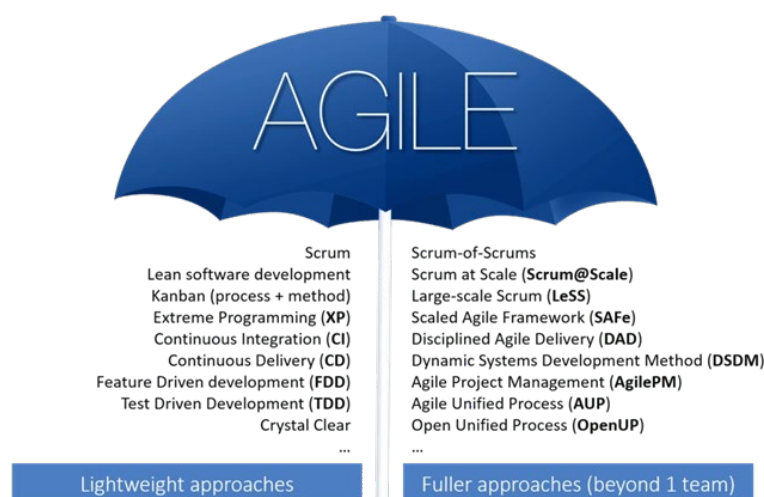 AGILE
Scrum
Lean software development
Kanban (process + method)
Extreme Programming (XP)
Continuous Integration (CI)
Continuous Delivery (CD)
Feature Driven development (FDD)
Test Driven Development (TDD)
Crystal Clear
...
Lightweight approaches
Scrum-of-Scrums
Scrum at Scale (Scrum@Scale)
Large-scale Scrum (LeSS)
Scaled Agile Framework (SAFe)
Disciplined Agile Delivery (DAD)
Dynamic Systems Development Method (DSDM)
Agile Project Management (AgilePM)
Agile Unified Process (AUP)
Open Unified Process (OpenUP)
...
Fuller approaches (beyond 1 team)